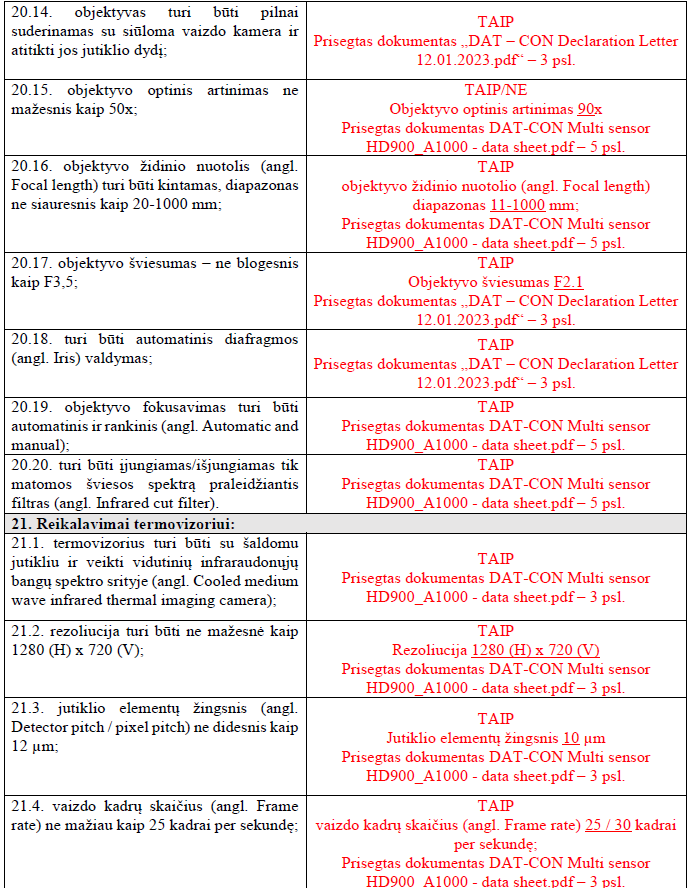 20.14. objektyvas turi būti pilnai
suderinamas su siūloma vaizdo kamera ir
atitikti jos jutiklio dydį;
TAIP
Prisegtas dokumentas „DAT – CON Declaration Letter
12.01.2023.pdf“ – 3 psl.
20.15. objektyvo optinis artinimas ne
mažesnis kaip 50x;
TAIP/NE
Objektyvo optinis artinimas 90x
Prisegtas dokumentas DAT-CON Multi sensor
HD900_A1000 - data sheet.pdf – 5 psl.
20.16. objektyvo židinio nuotolis (angl.
Focal length) turi būti kintamas, diapazonas
ne siauresnis kaip 20-1000 mm;
TAIP
objektyvo židinio nuotolio (angl. Focal length)
diapazonas 11-1000 mm;
Prisegtas dokumentas DAT-CON Multi sensor
HD900_A1000 - data sheet.pdf – 5 psl.
20.17. objektyvo šviesumas – ne blogesnis
kaip F3,5;
TAIP
Objektyvo šviesumas F2.1
Prisegtas dokumentas „DAT – CON Declaration Letter
12.01.2023.pdf“ – 3 psl.
20.18. turi būti automatinis diafragmos
(angl. Iris) valdymas;
TAIP
Prisegtas dokumentas „DAT – CON Declaration Letter
12.01.2023.pdf“ – 3 psl.
20.19. objektyvo fokusavimas turi būti
automatinis ir rankinis (angl. Automatic and
manual);
TAIP
Prisegtas dokumentas DAT-CON Multi sensor
HD900_A1000 - data sheet.pdf – 5 psl.
20.20. turi būti įjungiamas/išjungiamas tik
matomos šviesos spektrą praleidžiantis
filtras (angl. Infrared cut filter).
TAIP
Prisegtas dokumentas DAT-CON Multi sensor
HD900_A1000 - data sheet.pdf – 5 psl.
21. Reikalavimai termovizoriui:
21.1. termovizorius turi būti su šaldomu
jutikliu ir veikti vidutinių infraraudonųjų
bangų spektro srityje (angl. Cooled medium
wave infrared thermal imaging camera);
TAIP
Prisegtas dokumentas DAT-CON Multi sensor
HD900_A1000 - data sheet.pdf – 3 psl.
21.2. rezoliucija turi būti ne mažesnė kaip
1280 (H) x 720 (V);
TAIP
Rezoliucija 1280 (H) x 720 (V)
Prisegtas dokumentas DAT-CON Multi sensor
HD900_A1000 - data sheet.pdf – 3 psl.
21.3. jutiklio elementų žingsnis (angl.
Detector pitch / pixel pitch) ne didesnis kaip
12 µm;
TAIP
Jutiklio elementų žingsnis 10 µm
Prisegtas dokumentas DAT-CON Multi sensor
HD900_A1000 - data sheet.pdf – 3 psl.
21.4. vaizdo kadrų skaičius (angl. Frame
rate) ne mažiau kaip 25 kadrai per sekundę;
TAIP
vaizdo kadrų skaičius (angl. Frame rate) 25 / 30 kadrai
per sekundę;
Prisegtas dokumentas DAT-CON Multi sensor
HD900_A1000 - data sheet.pdf – 3 psl.